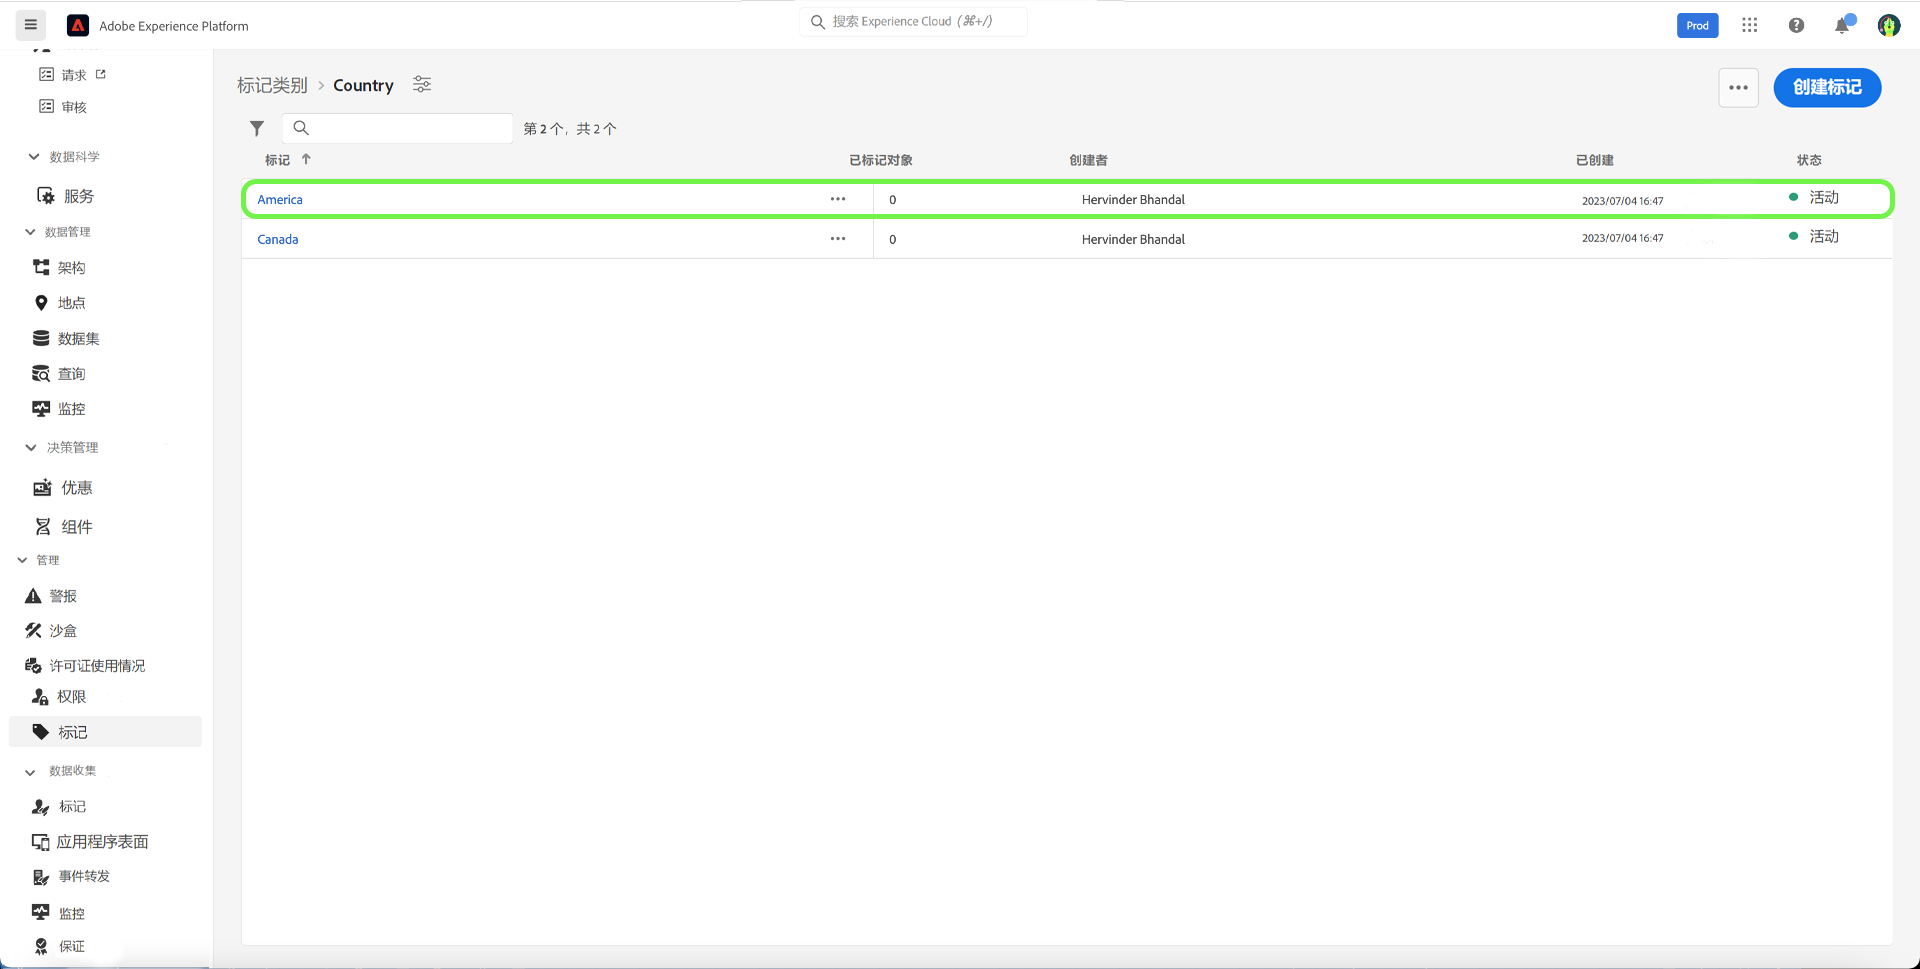 Adobe Experience Platform
搜索 Experience Cloud (⌘+/)
Prod
请求
审核
数据科学
服务
数据管理
架构
地点
数据集
查询
监控
决策管理
优惠
组件
管理
警报
沙盒
许可证使用情况
权限
标记
数据收集
标记
应用程序表面
事件转发
监控
保证
标记类别 > Country
创建标记
第 2 个，共 2 个
标记 已标记对象 创建者 已创建 状态
America 0 Hervinder Bhandal 2023/07/04 16:47 活动
Canada 0 Hervinder Bhandal 2023/07/04 16:47 活动